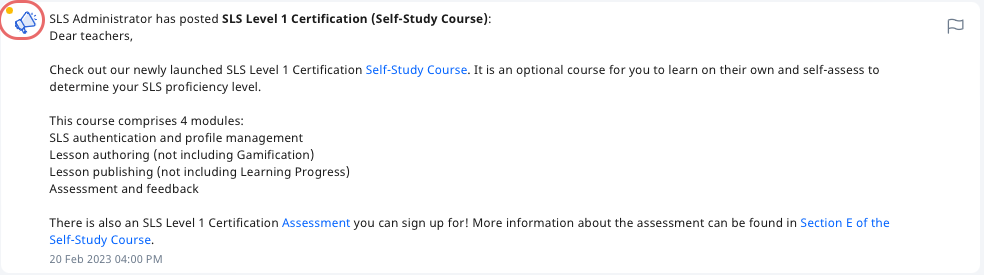 SLS Administrator has posted SLS Level 1 Certification (Self-Study Course):
Dear teachers,
Check out our newly launched SLS Level 1 Certification Self-Study Course. It is an optional course for you to learn on their own and self-assess to
determine your SLS proficiency level.
This course comprises 4 modules:
SLS authentication and profile management
Lesson authoring (not including Gamification)
Lesson publishing (not including Learning Progress)
Assessment and feedback
There is also an SLS Level 1 Certification Assessment you can sign up for! More information about the assessment can be found in Section E of the
Self-Study Course.
20 Feb 2023 04:00 PM